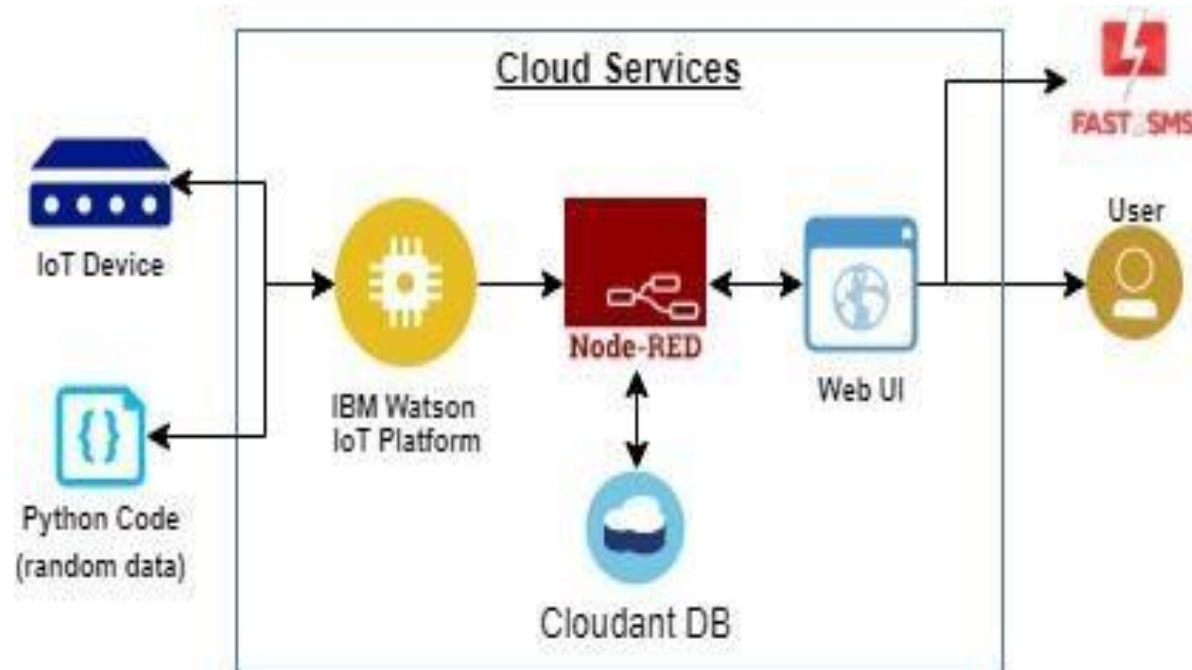 Cloud Services
FAST SMS
User
IoT Device
Node-RED
Web UI
IBM Watson
IoT Platform
Python Code
(random data)
Cloudant DB